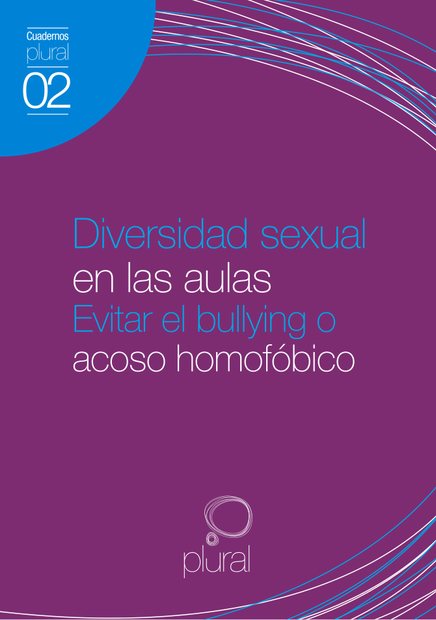 Cuadernos
plural
02
Diversidad sexual
en las aulas
Evitar el bullying o
acoso homofóbico
plural